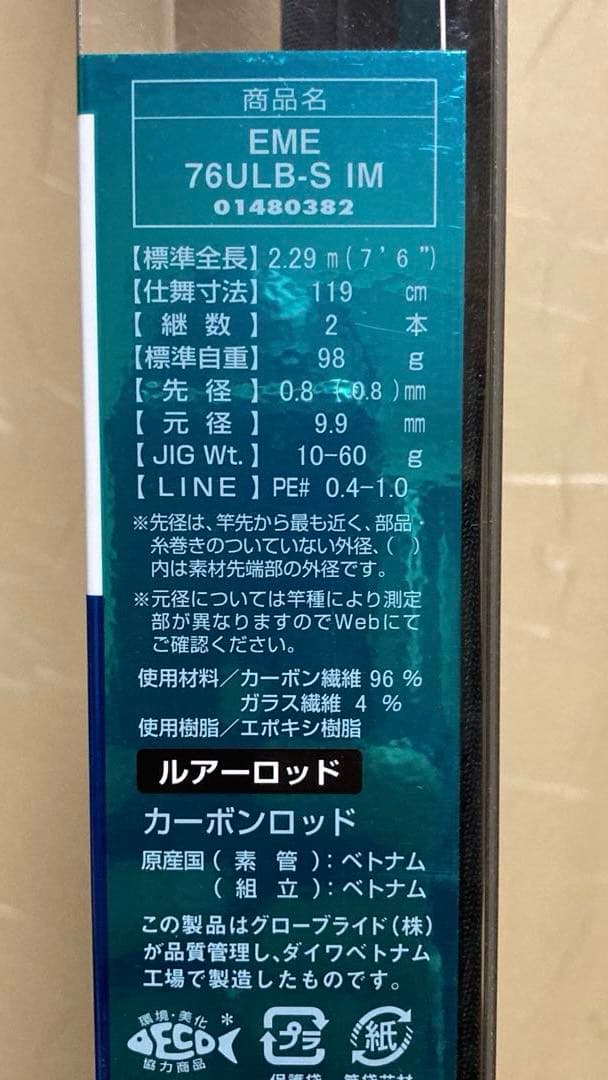 商品名
EME
76ULB-S IM
01480382
【標準全長】2.29 m(7'6")
【仕舞寸法】 119 cm
【 継 数 】 2 本
【標準自重】 98 g
【 先 径 】 0.8 (0.8)mm
【 元 径 】 9.9 mm
【 JIG Wt. 】 10-60 g
【 LINE 】 PE# 0.4-1.0
※先径は、竿先から最も近く、部品・
糸巻きのついていない外径、( )
内は素材先端部の外径です。
※元径については竿種により測定
部が異なりますのでWebにて
ご確認ください。
使用材料/カーボン繊維 96 %
ガラス繊維 4 %
使用樹脂/エポキシ樹脂
ルアーロッド
カーボンロッド
原産国(素管):ベトナム
(組立):ベトナム
この製品はグローブライド(株)
が品質管理し、ダイワベトナム
工場で製造したものです。
環境・美化*
ECO
協力商品
プラ
紙
保護袋